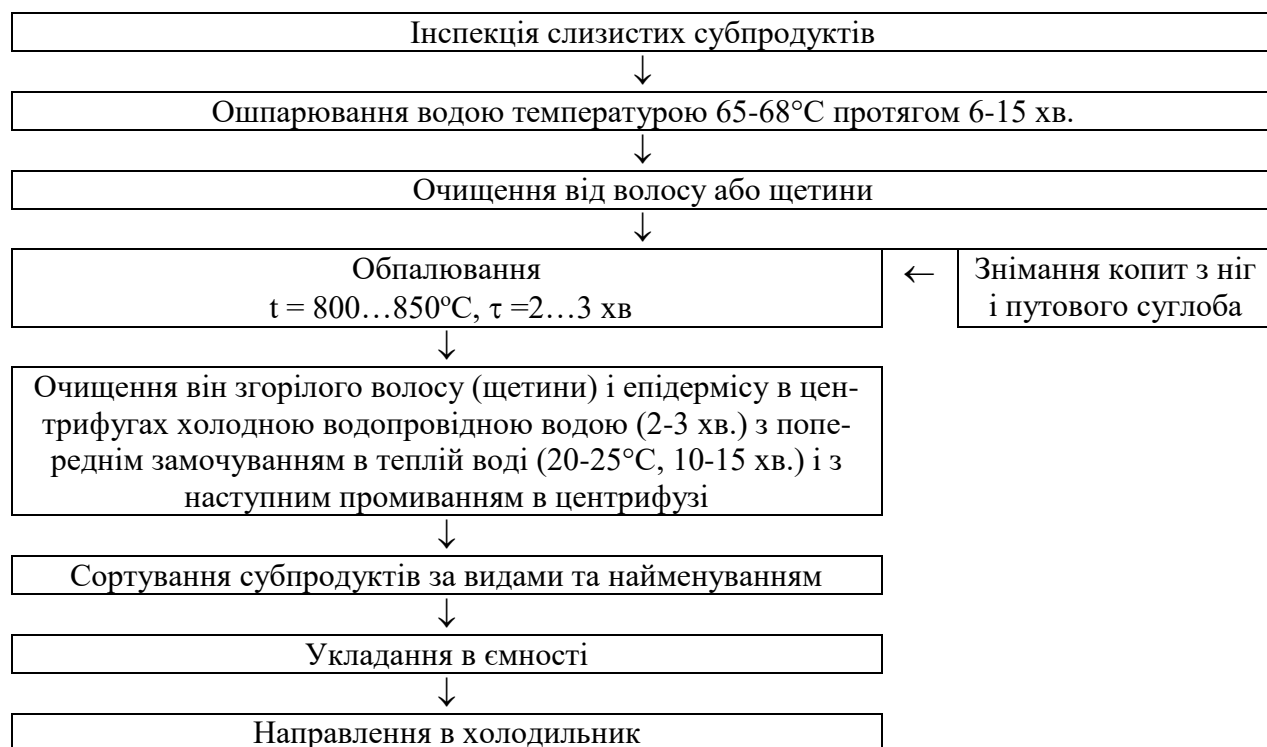 Інспекція слизистих субпродуктів
↓
Ошпарювання водою температурою 65-68°С протягом 6-15 хв.
↓
Очищення від волосу або щетини
↓
Обпалювання
t = 800…850ºС, τ =2…3 хв
←
Знімання копит з ніг
і путового суглоба
↓
Очищення він згорілого волосу (щетини) і епідермісу в цен-
трифугах холодною водопровідною водою (2-3 хв.) з попе-
реднім замочуванням в теплій воді (20-25°С, 10-15 хв.) і з
наступним промиванням в центрифузі
↓
Сортування субпродуктів за видами та найменуванням
↓
Укладання в ємності
↓
Направлення в холодильник